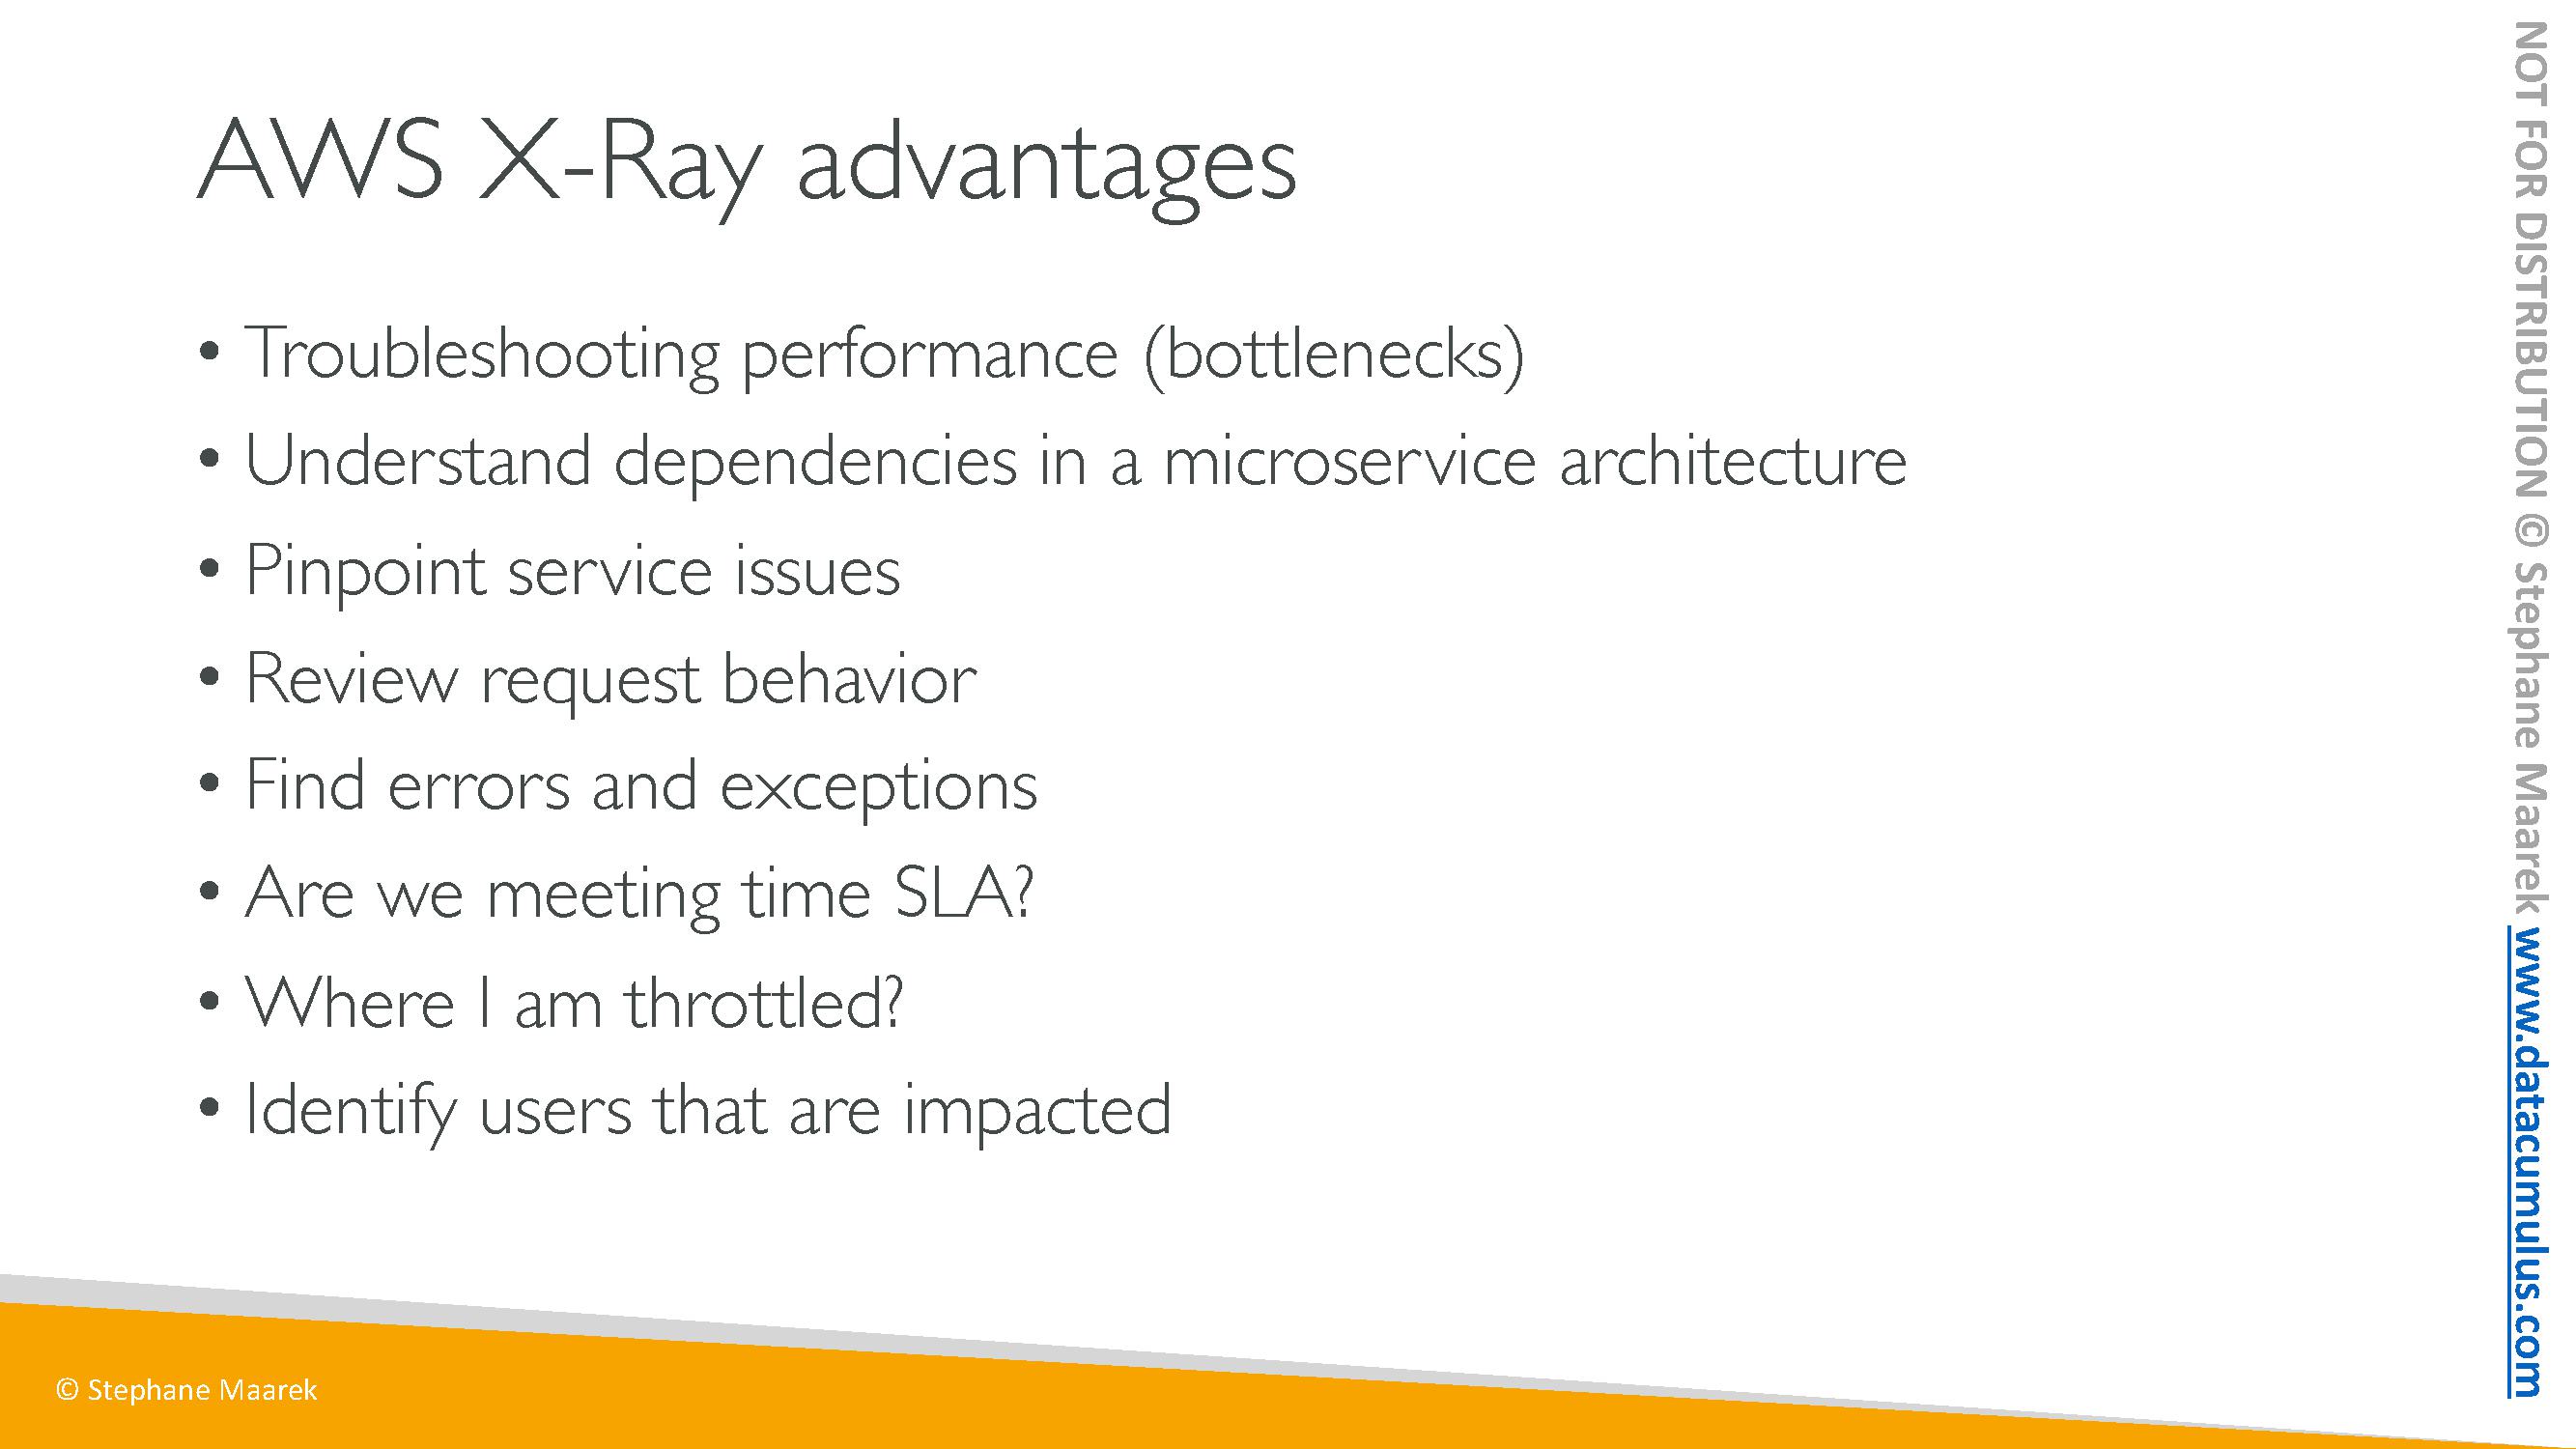 AWS X-Ray advantages
• Troubleshooting performance (bottlenecks)
• Understand dependencies in a microservice architecture
• Pinpoint service issues
• Review request behavior
• Find errors and exceptions
• Are we meeting time SLA?
• Where I am throttled?
• Identify users that are impacted
© Stephane Maarek
NOT FOR DISTRIBUTION © Stephane Maarek www.datacumulus.com